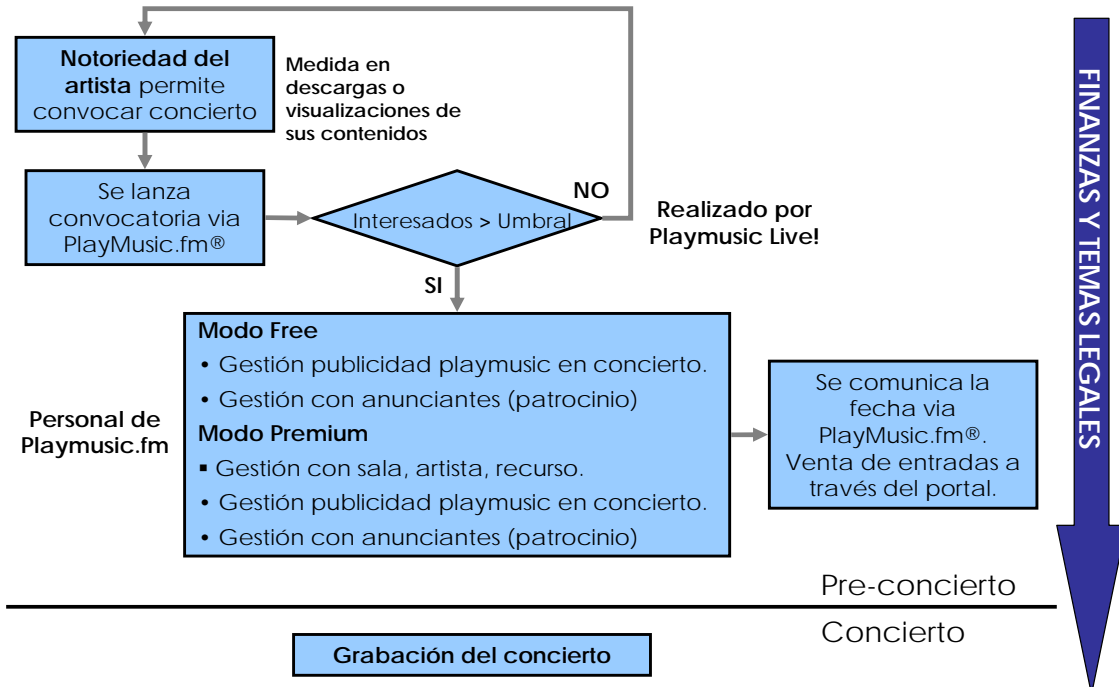 Notoriedad del
artista permite
convocar concierto
Medida en
descargas o
visualizaciones de
sus contenidos
Se lanza
convocatoria via
PlayMusic.fm®
Interesados > Umbral
NO
Realizado por
Playmusic Live!
SI
Personal de
Playmusic.fm
Modo Free
• Gestión publicidad playmusic en concierto.
• Gestión con anunciantes (patrocinio)
Modo Premium
▪ Gestión con sala, artista, recurso.
• Gestión publicidad playmusic en concierto.
• Gestión con anunciantes (patrocinio)
Se comunica la
fecha via
PlayMusic.fm®.
Venta de entradas a
través del portal.
FINANZAS Y TEMAS LEGALES
Pre-concierto
Concierto
Grabación del concierto